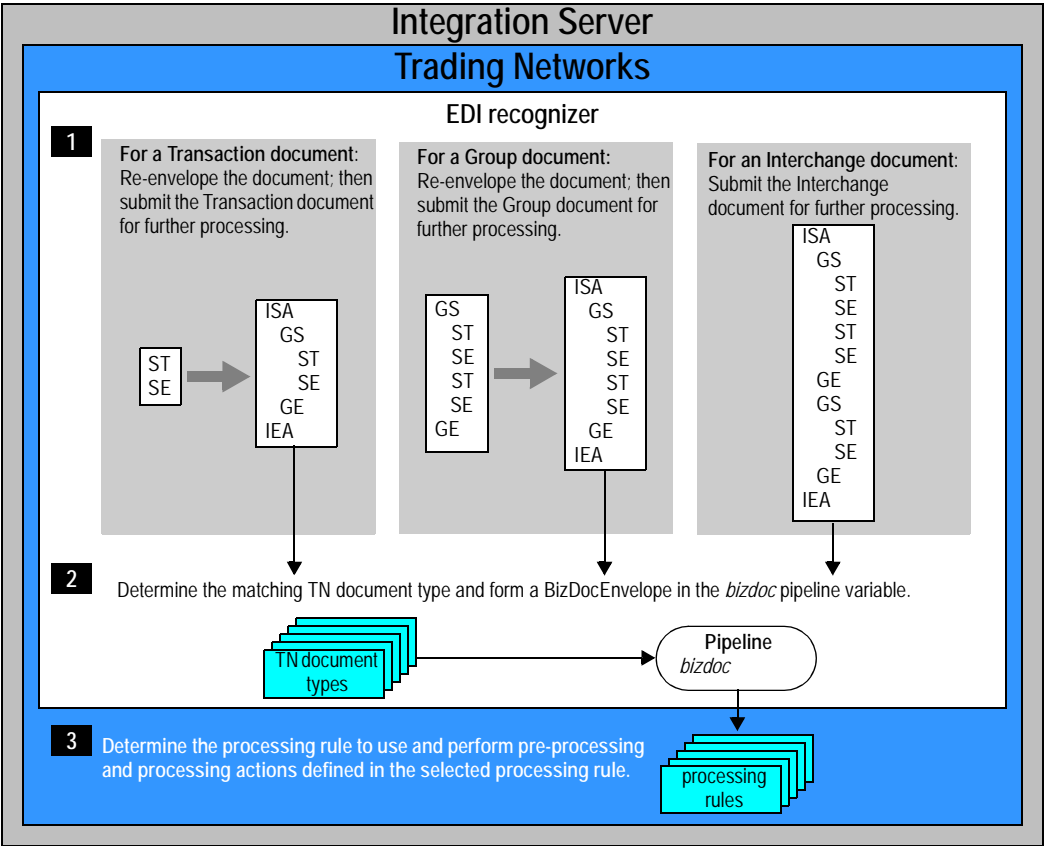 Integration Server
Trading Networks
EDI recognizer
1
For a Transaction document:
Re-envelope the document; then
submit the Transaction document
for further processing.
ST
SE
ISA
GS
ST
SE
GE
IEA
For a Group document:
Re-envelope the document; then
submit the Group document for
further processing.
GS
ST
SE
ST
SE
GE
ISA
GS
ST
SE
ST
SE
GE
IEA
For an Interchange document:
Submit the Interchange
document for further processing.
ISA
GS
ST
SE
ST
SE
GE
GS
ST
SE
GE
IEA
2
Determine the matching TN document type and form a BizDocEnvelope in the bizdoc pipeline variable.
TN document
types
Pipeline
bizdoc
3
Determine the processing rule to use and perform pre-processing
and processing actions defined in the selected processing rule.
processing
rules